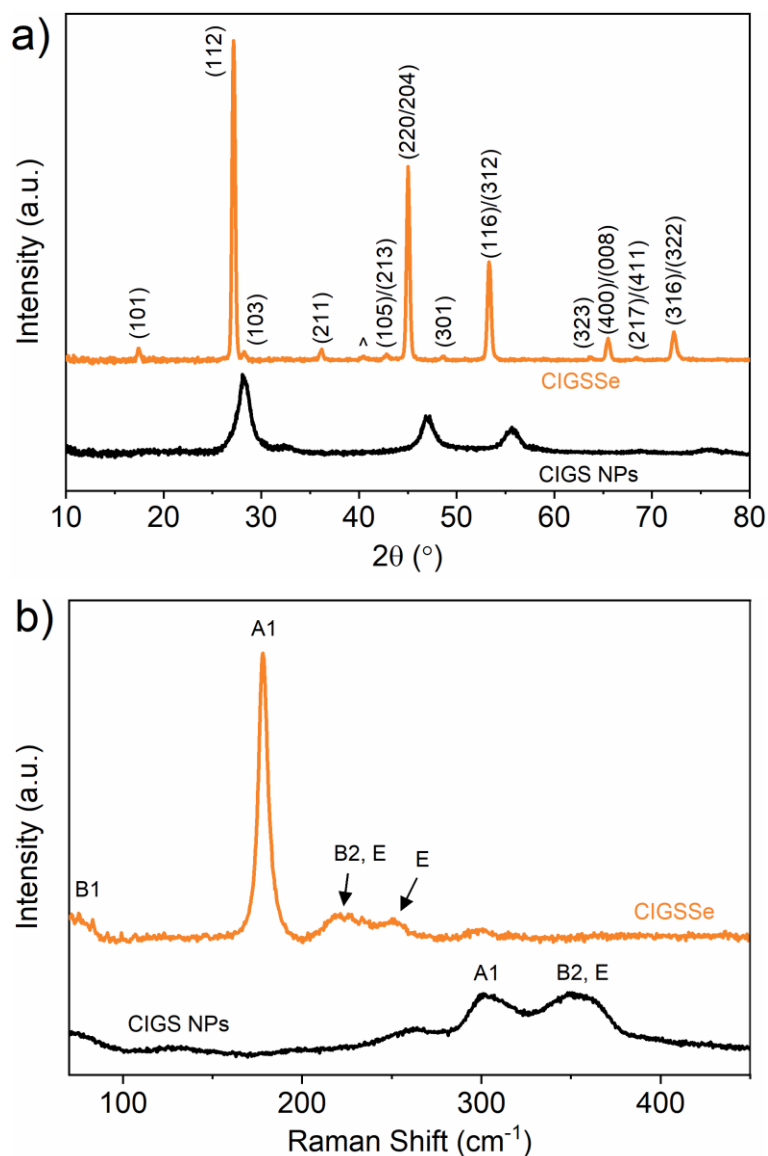 a)
Intensity (a.u.)
(101)
(112)
(103)
(211)
>
(105)/(213)
(220/204)
(301)
(116)/(312)
(323)
(400)/(008)
(217)/(411)
(316)/(322)
CIGSSe
CIGS NPs
10 20 30 40 50 60 70 80
2θ (°)
b)
Intensity (a.u.)
B1
A1
B2, E
E
CIGSSe
A1
B2, E
CIGS NPs
100 200 300 400
Raman Shift (cm⁻¹)